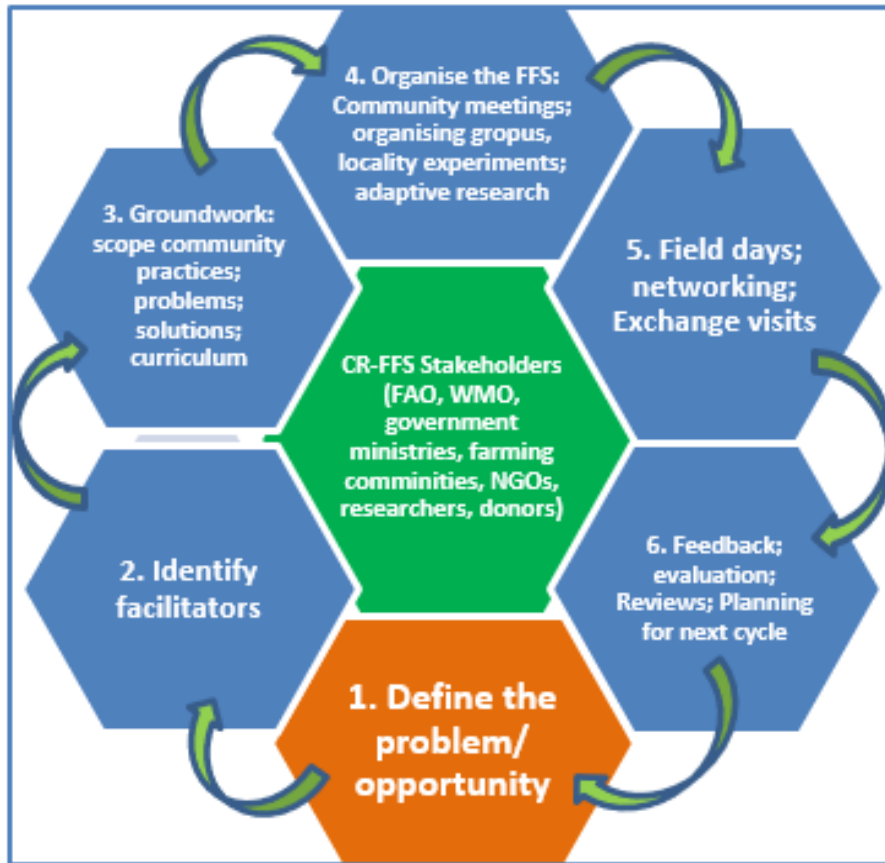 4. Organise the FFS:
Community meetings;
organising gropus,
locality experiments;
adaptive research
3. Groundwork:
scope community
practices;
problems;
solutions;
curriculum
5. Field days;
networking;
Exchange visits
CR-FFS Stakeholders
(FAO, WMO,
government
ministries, farming
comminities, NGOs,
researchers, donors)
2. Identify
facilitators
6. Feedback;
evaluation;
Reviews; Planning
for next cycle
1. Define the
problem/
opportunity